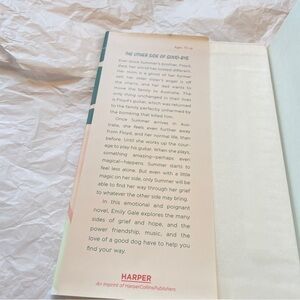 Ages 10 up
THE OTHER SIDE OF GOOD-BYE
Ever since Summer's brother, Floyd,
died, her world has looked different.
Her mom is a ghost of her former
self, her older sister's anger is off
the charts, and her dad wants to
move the family to Australia. The
only thing unchanged in their lives
is Floyd's guitar, which was returned
to the family perfectly unharmed by
the bombing that killed him.
Once Summer arrives in Aus-
tralia, she feels even further away
from Floyd, and her normal life, than
before. Until she works up the cour-
age to play his guitar. When she plays,
something amazing—perhaps even
magical—happens. Summer starts to
feel less alone. But even with a little
magic on her side, only Summer will be
able to find her way through her grief
to whatever the other side may bring.
In this emotional and poignant
novel, Emily Gale explores the many
sides of grief and hope, and the
power friendship, music, and the
love of a good dog have to help you
find your way.
HARPER
An Imprint of HarperCollinsPublishers